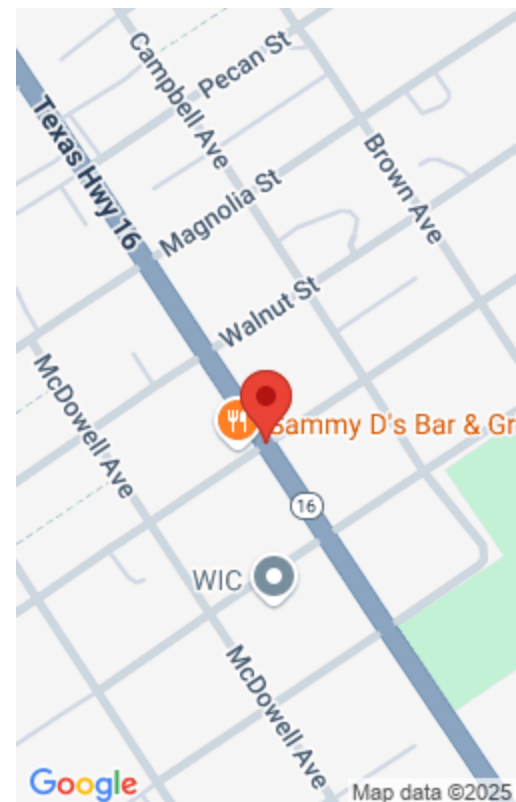 Pecan St
Campbell Ave
Brown Ave
Texas Hwy 16
Magnolia St
Walnut St
McDowell Ave
Sammy D's Bar & Gr
16
WIC
McDowell Ave
Google
Map data ©2025